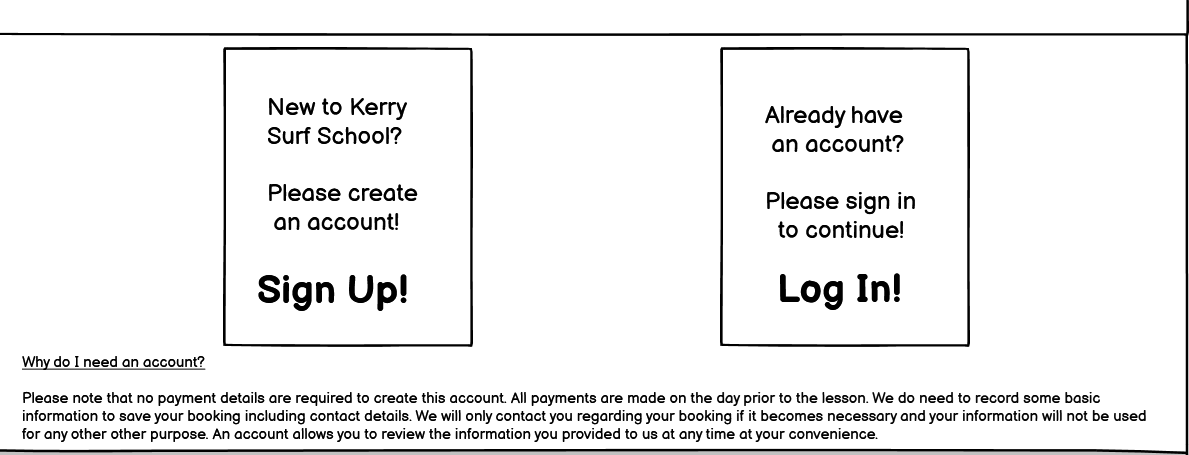 New to Kerry
Surf School?
Please create
an account!
Sign Up!
Already have
an account?
Please sign in
to continue!
Log In!
Why do I need an account?
Please note that no payment details are required to create this account. All payments are made on the day prior to the lesson. We do need to record some basic
information to save your booking including contact details. We will only contact you regarding your booking if it becomes necessary and your information will not be used
for any other other purpose. An account allows you to review the information you provided to us at any time at your convenience.